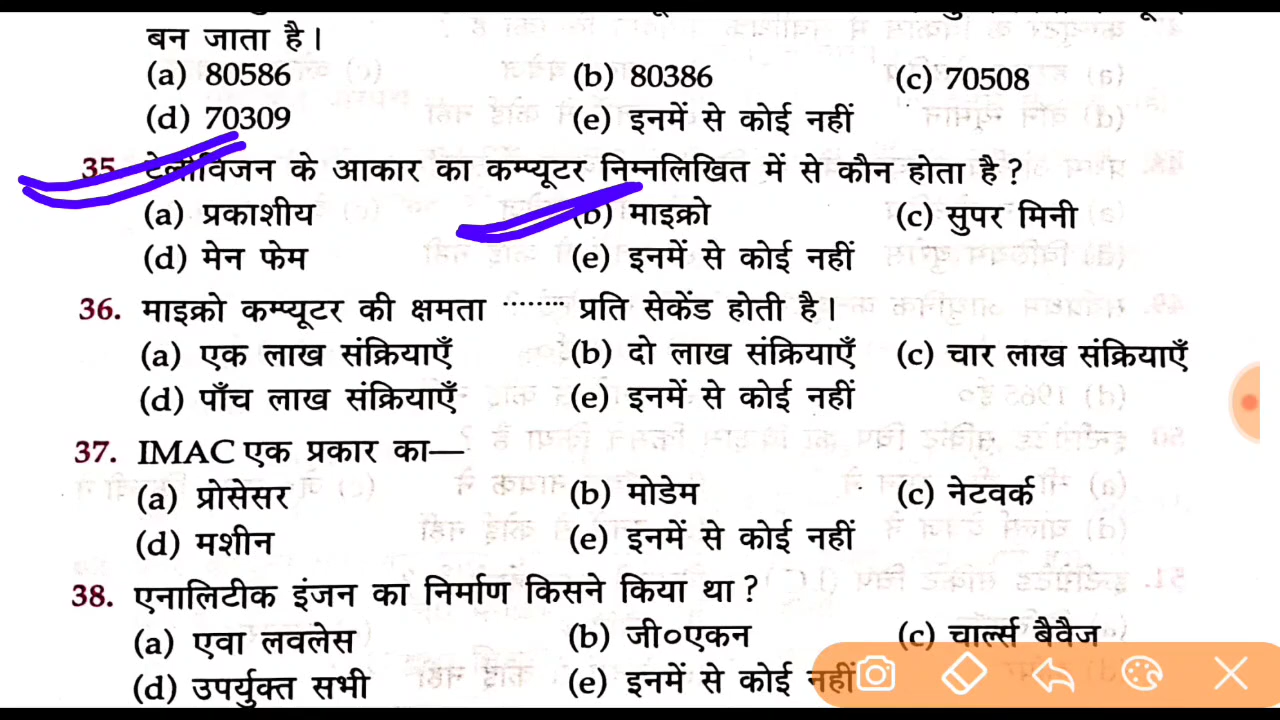 बन जाता है।
(a) 80586 (b) 80386 (c) 70508
(d) 70309 (e) इनमें से कोई नहीं
35. टेलीविजन के आकार का कम्प्यूटर निम्नलिखित में से कौन होता है?
(a) प्रकाशीय (b) माइक्रो (c) सुपर मिनी
(d) मेन फेम (e) इनमें से कोई नहीं
36. माइक्रो कम्प्यूटर की क्षमता ........ प्रति सेकेंड होती है।
(a) एक लाख संक्रियाएँ (b) दो लाख संक्रियाएँ (c) चार लाख संक्रियाएँ
(d) पाँच लाख संक्रियाएँ (e) इनमें से कोई नहीं
37. IMAC एक प्रकार का—
(a) प्रोसेसर (b) मोडेम (c) नेटवर्क
(d) मशीन (e) इनमें से कोई नहीं
38. एनालिटीक इंजन का निर्माण किसने किया था?
(a) एवा लवलेस (b) जी०एकन (c) चार्ल्स बैवैज
(d) उपर्युक्त सभी (e) इनमें से कोई नहीं